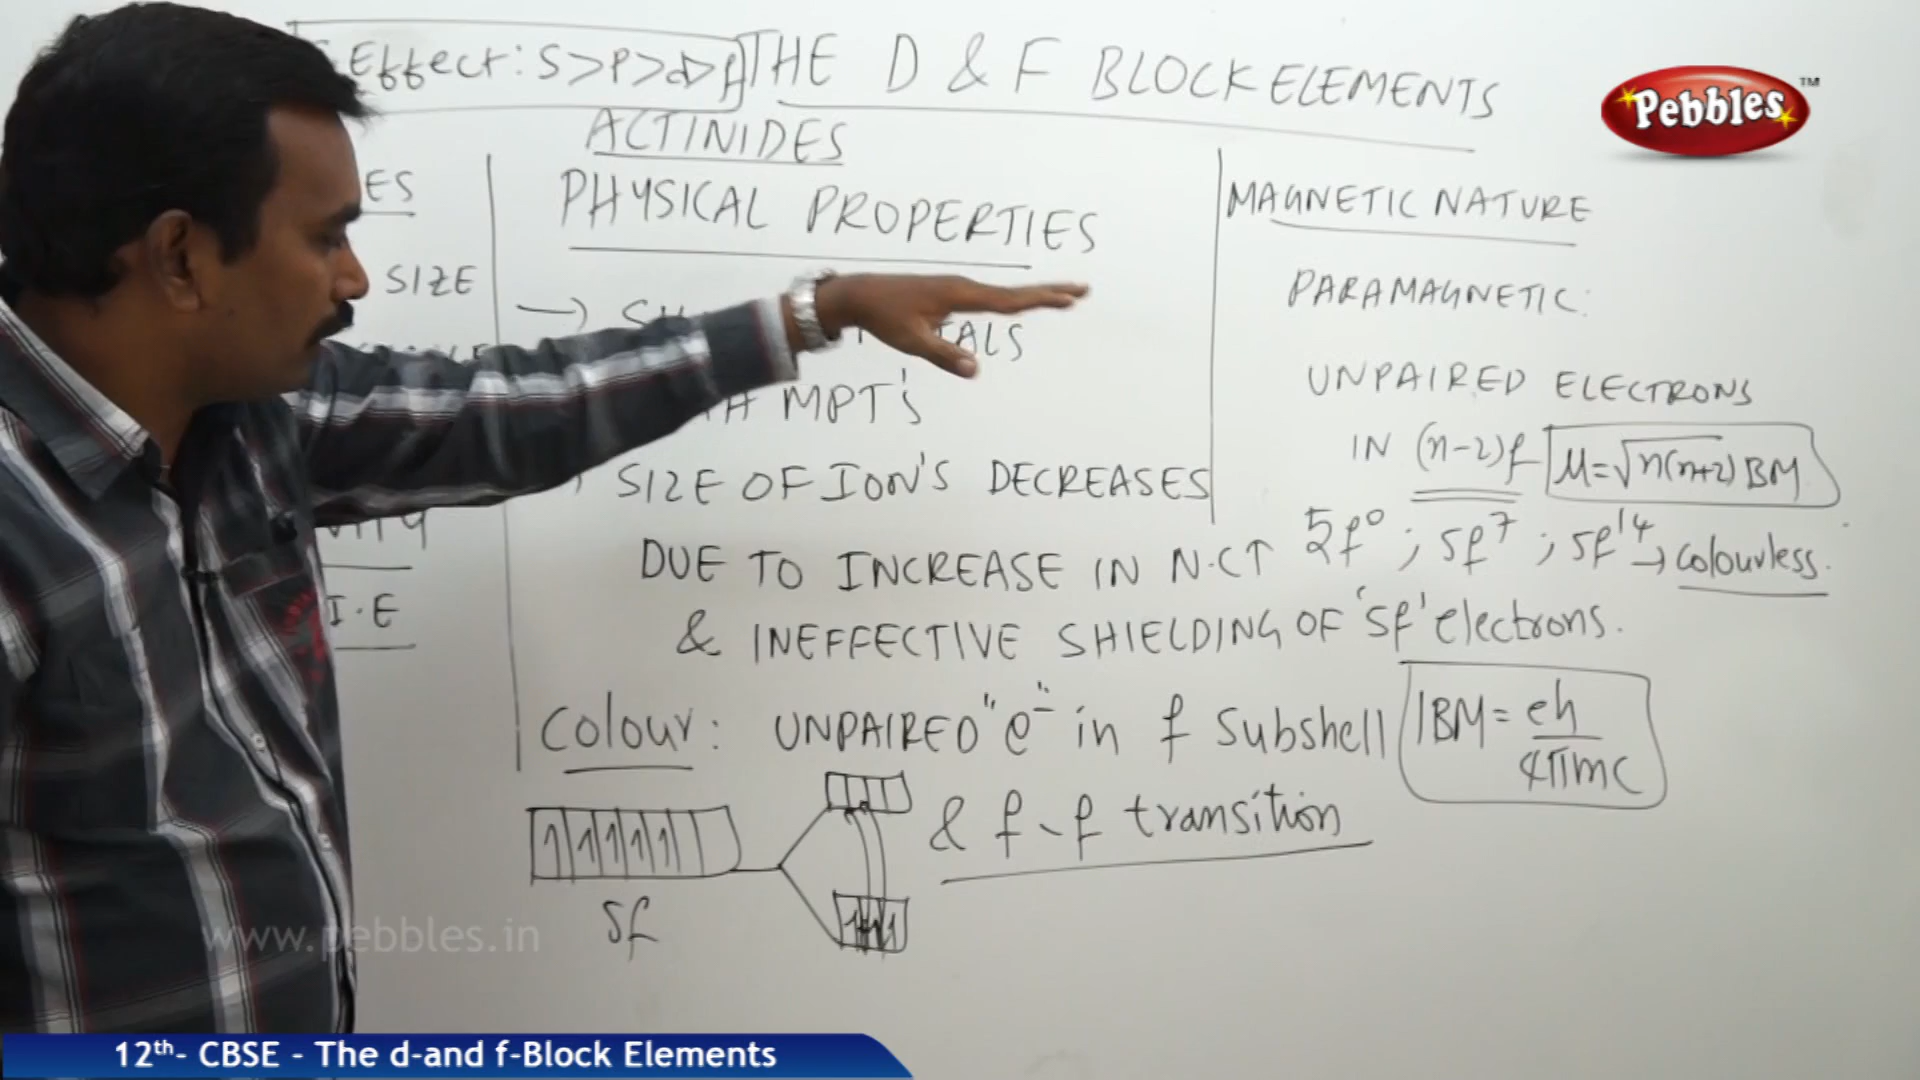 Effect: S>P>d>f THE D & F BLOCK ELEMENTS
Pebbles™
ACTINIDES
ES
PHYSICAL PROPERTIES
MAGNETIC NATURE
SIZE
→
METALS
PARAMAGNETIC:
MPT'S
UNPAIRED ELECTRONS
IN (n-2)f μ=√n(n+2) BM
SIZE OF ION'S DECREASES
DUE TO INCREASE IN N.C↑ 5f⁰ ; 5f⁷ ; 5f¹⁴→ Colourless.
I.E
& INEFFECTIVE SHIELDING OF '5f' electrons.
Colour: UNPAIRED "e⁻" in f Subshell
1BM = eh
4πmc
& f-f transition
5f
www.pebbles.in
12th- CBSE - The d-and f-Block Elements